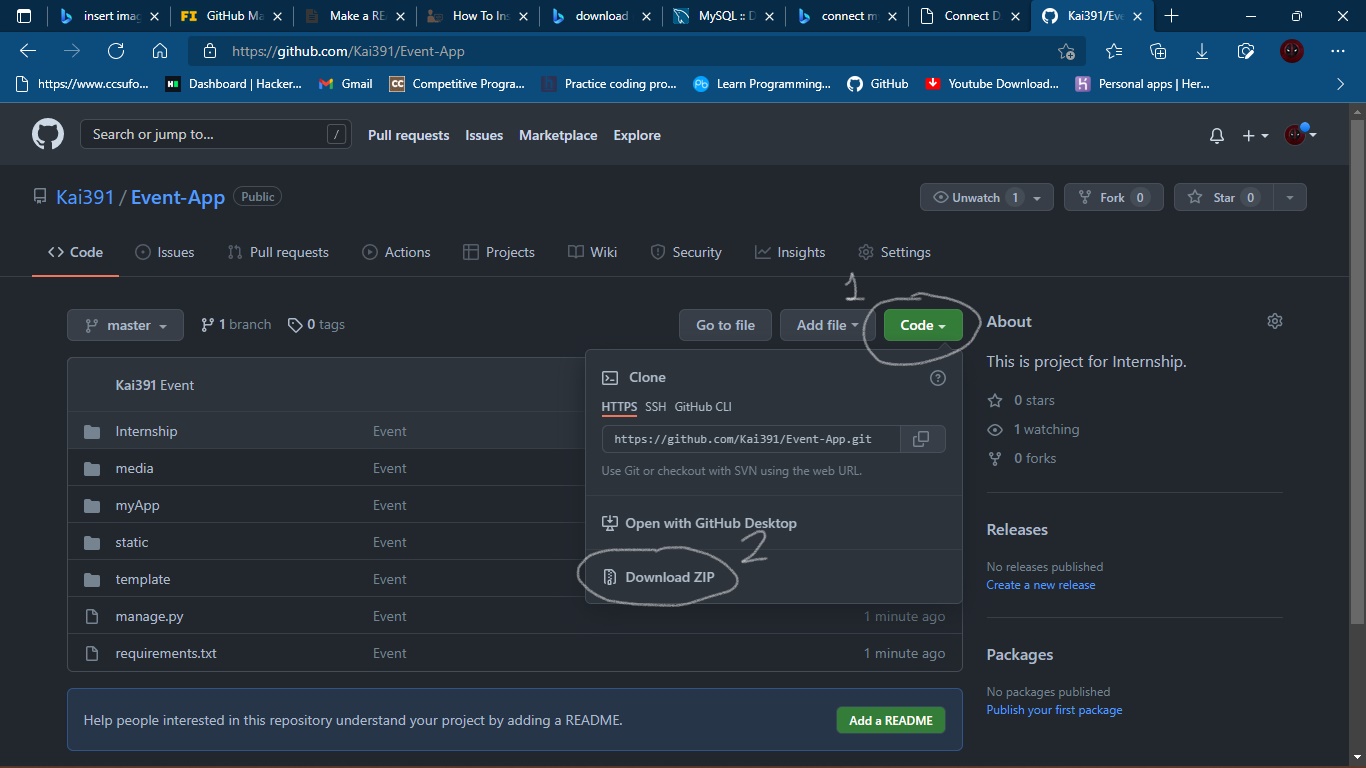 insert imag
GitHub Ma
Make a RE
How To Ins
download
MySQL :: D
connect m
Connect D
Kai391/Eve
https://github.com/Kai391/Event-App
https://www.ccsufo...
Dashboard | Hacker...
Gmail
CC Competitive Progra...
Practice coding pro...
Learn Programming...
GitHub
Youtube Download...
Personal apps | Her...
Search or jump to...
/
Pull requests Issues Marketplace Explore
Kai391 / Event-App Public
Unwatch 1
Fork 0
Star 0
Code Issues Pull requests Actions Projects Wiki Security Insights Settings
1
master
1 branch 0 tags
Go to file
Add file
Code
Kai391 Event
Internship Event
media Event
myApp Event
static Event
template Event
manage.py Event 1 minute ago
requirements.txt Event 1 minute ago
Clone
HTTPS SSH GitHub CLI
https://github.com/Kai391/Event-App.git
Use Git or checkout with SVN using the web URL.
Open with GitHub Desktop
2
Download ZIP
Help people interested in this repository understand your project by adding a README.
Add a README
About
This is project for Internship.
0 stars
1 watching
0 forks
Releases
No releases published
Create a new release
Packages
No packages published
Publish your first package